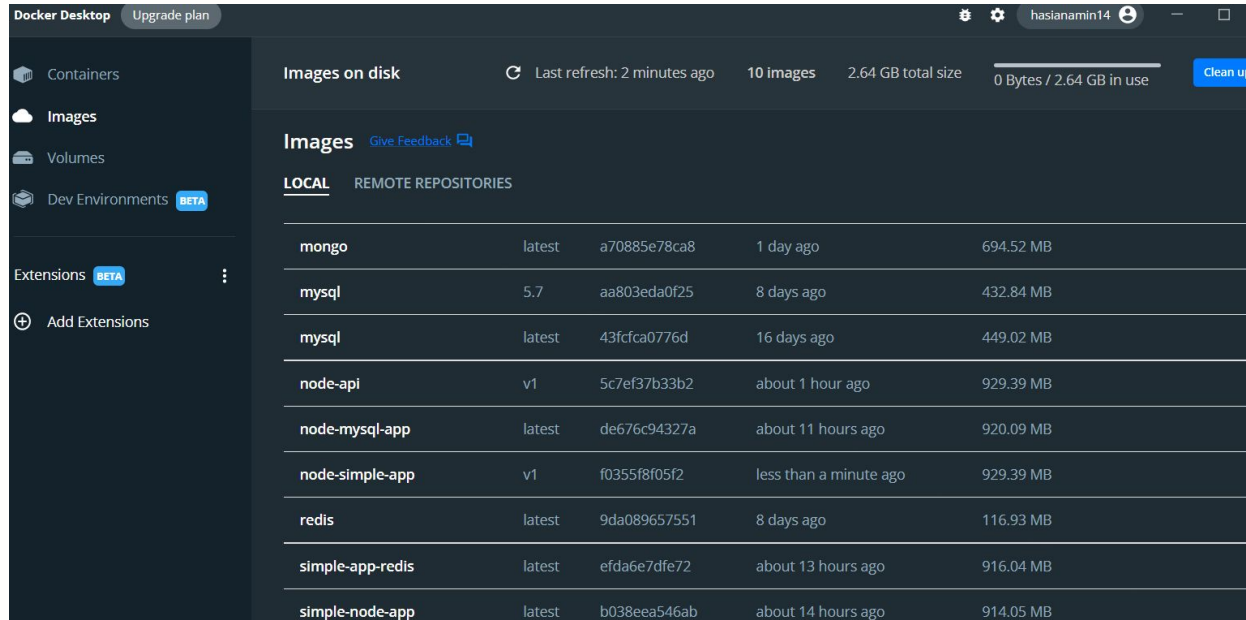 Docker Desktop Upgrade plan hasianamin14
Containers
Images
Volumes
Dev Environments BETA
Extensions BETA
Add Extensions
Images on disk Last refresh: 2 minutes ago 10 images 2.64 GB total size 0 Bytes / 2.64 GB in use Clean up
Images Give Feedback
LOCAL REMOTE REPOSITORIES
mongo latest a70885e78ca8 1 day ago 694.52 MB
mysql 5.7 aa803eda0f25 8 days ago 432.84 MB
mysql latest 43fcfca0776d 16 days ago 449.02 MB
node-api v1 5c7ef37b33b2 about 1 hour ago 929.39 MB
node-mysql-app latest de676c94327a about 11 hours ago 920.09 MB
node-simple-app v1 f0355f8f05f2 less than a minute ago 929.39 MB
redis latest 9da089657551 8 days ago 116.93 MB
simple-app-redis latest efda6e7dfe72 about 13 hours ago 916.04 MB
simple-node-app latest b038eea546ab about 14 hours ago 914.05 MB